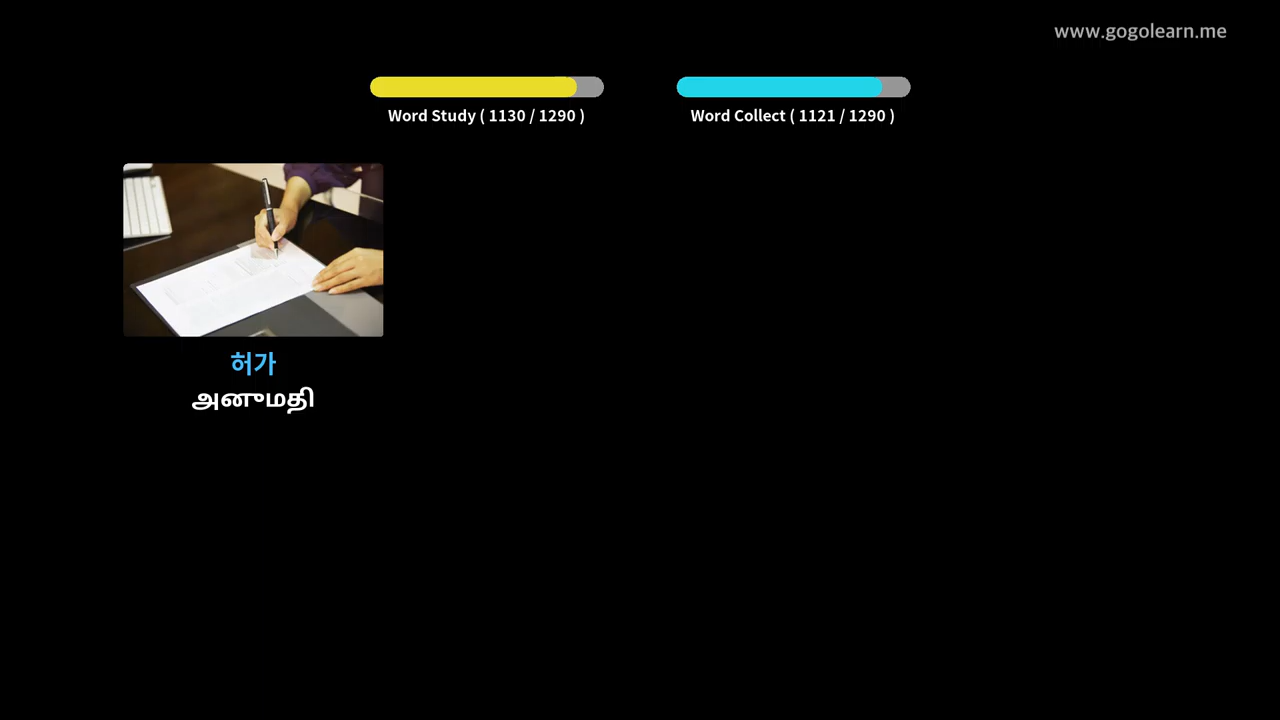 www.gogolearn.me
Word Study ( 1130 / 1290 )
Word Collect ( 1121 / 1290 )
허가
அனுமதி